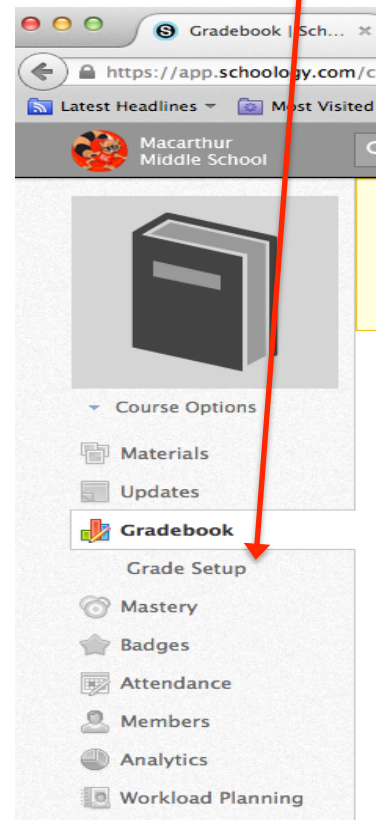 Gradebook | Sch...
https://app.schoology.com/c
Latest Headlines Most Visited
Macarthur
Middle School
Course Options
Materials
Updates
Gradebook
Grade Setup
Mastery
Badges
Attendance
Members
Analytics
Workload Planning